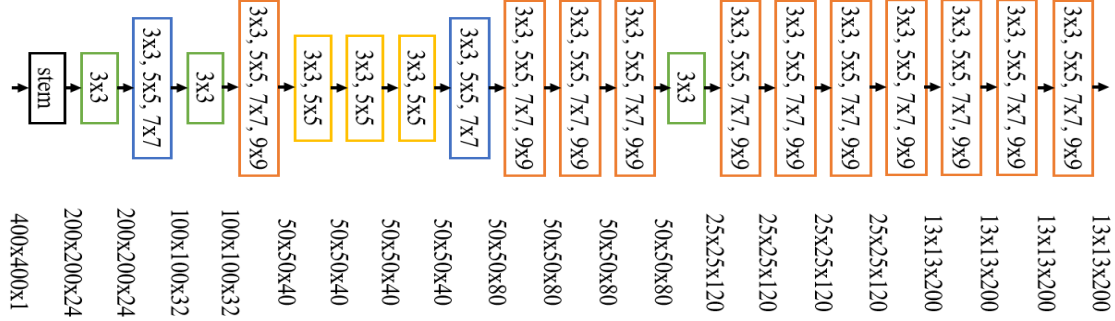 stem
3x3
3x3, 5x5, 7x7
3x3
3x3, 5x5, 7x7, 9x9
3x3, 5x5
3x3, 5x5
3x3, 5x5
3x3, 5x5, 7x7
3x3, 5x5, 7x7, 9x9
3x3, 5x5, 7x7, 9x9
3x3, 5x5, 7x7, 9x9
3x3
3x3, 5x5, 7x7, 9x9
3x3, 5x5, 7x7, 9x9
3x3, 5x5, 7x7, 9x9
3x3, 5x5, 7x7, 9x9
3x3, 5x5, 7x7, 9x9
3x3, 5x5, 7x7, 9x9
3x3, 5x5, 7x7, 9x9
400x400x1
200x200x24
200x200x24
100x100x32
100x100x32
50x50x40
50x50x40
50x50x40
50x50x40
50x50x80
50x50x80
50x50x80
50x50x80
25x25x120
25x25x120
25x25x120
25x25x120
13x13x200
13x13x200
13x13x200
13x13x200